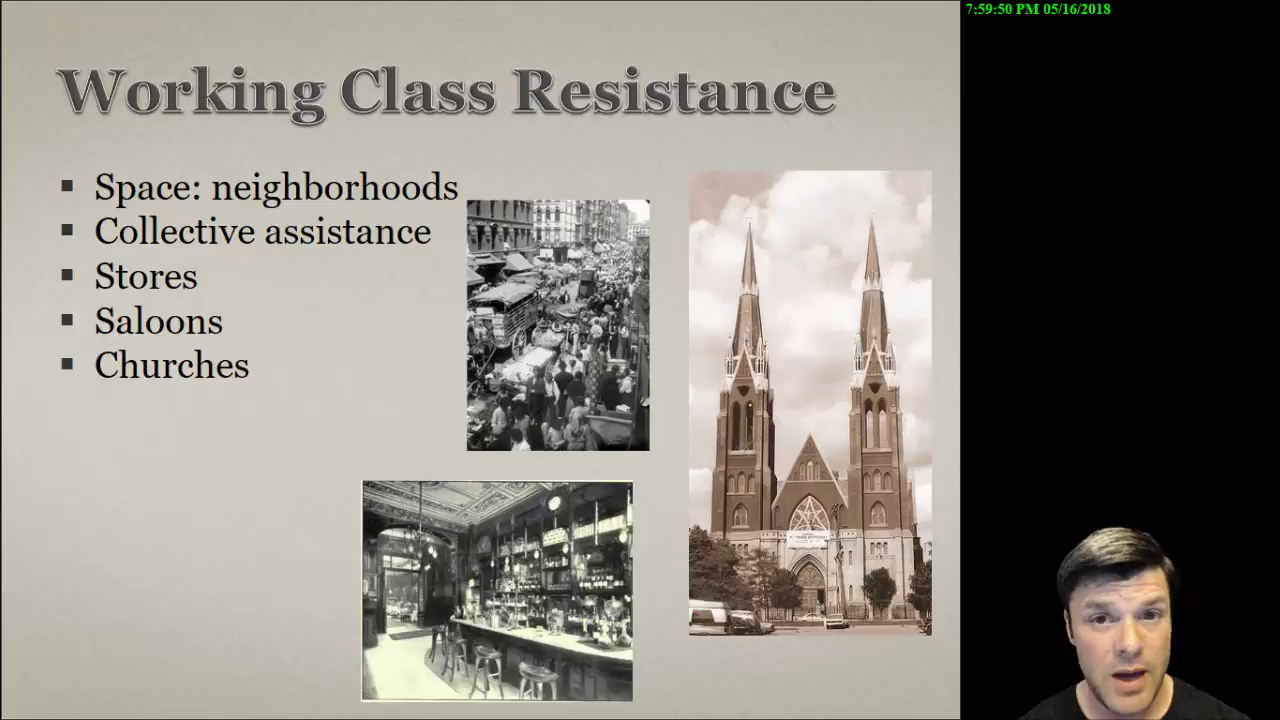 7:59:50 PM 05/16/2018
Working Class Resistance
▪ Space: neighborhoods
▪ Collective assistance
▪ Stores
▪ Saloons
▪ Churches